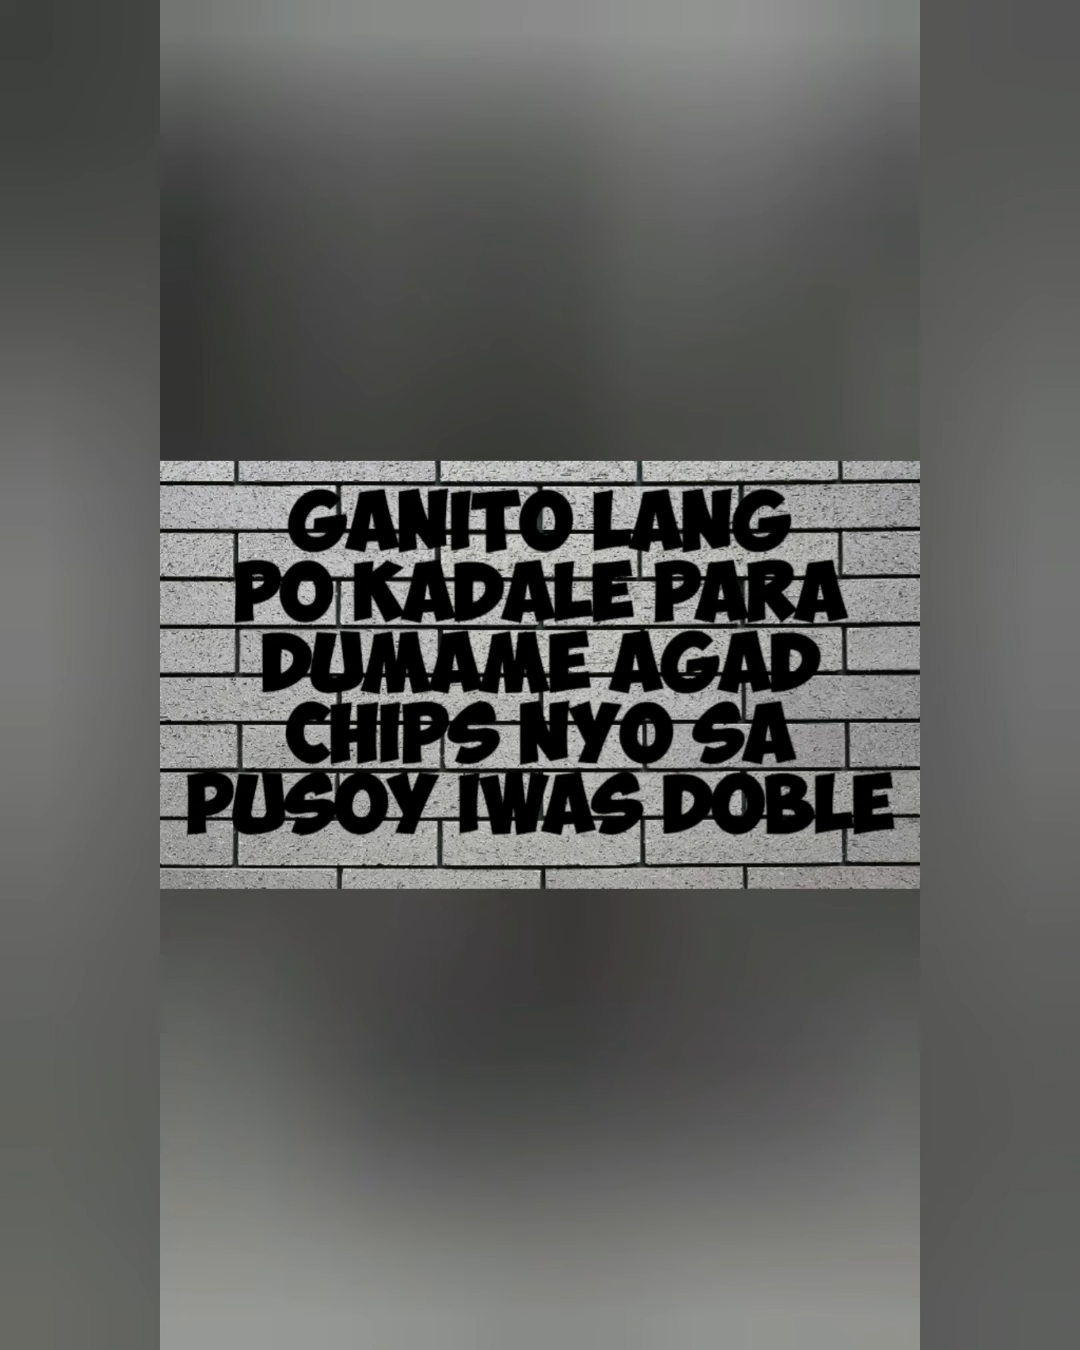 GANITO LANG
PO KADALE PARA
DUMAME AGAD
CHIPS NYO SA
PUSOY IWAS DOBLE